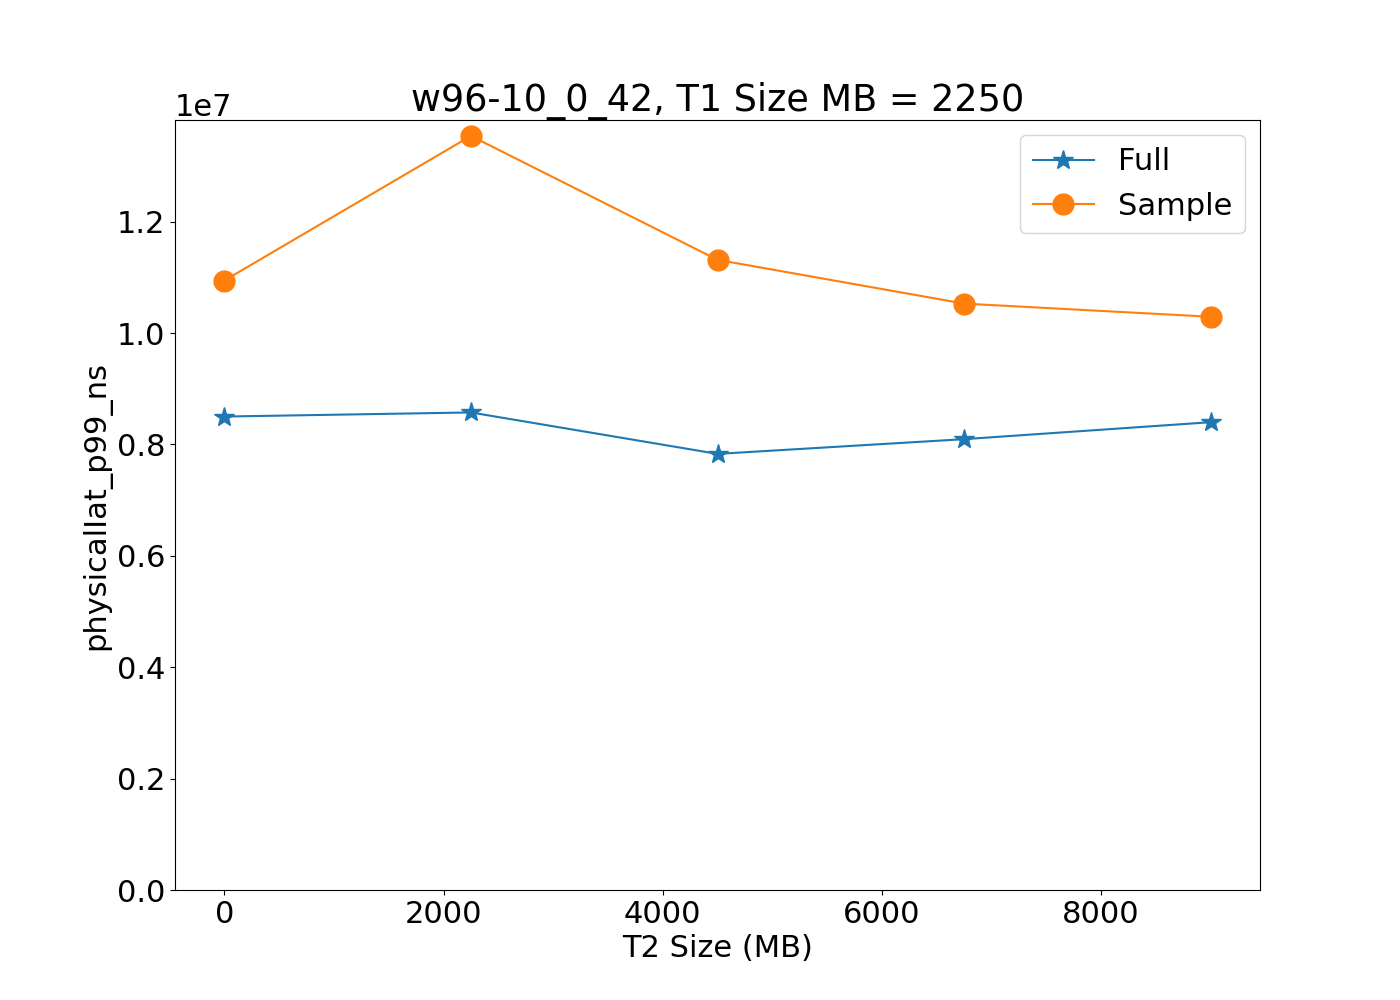 w96-10_0_42, T1 Size MB = 2250
1e7
Full
Sample
1.2
1.0
0.8
0.6
0.4
0.2
0.0
physicallat_p99_ns
0 2000 4000 6000 8000
T2 Size (MB)